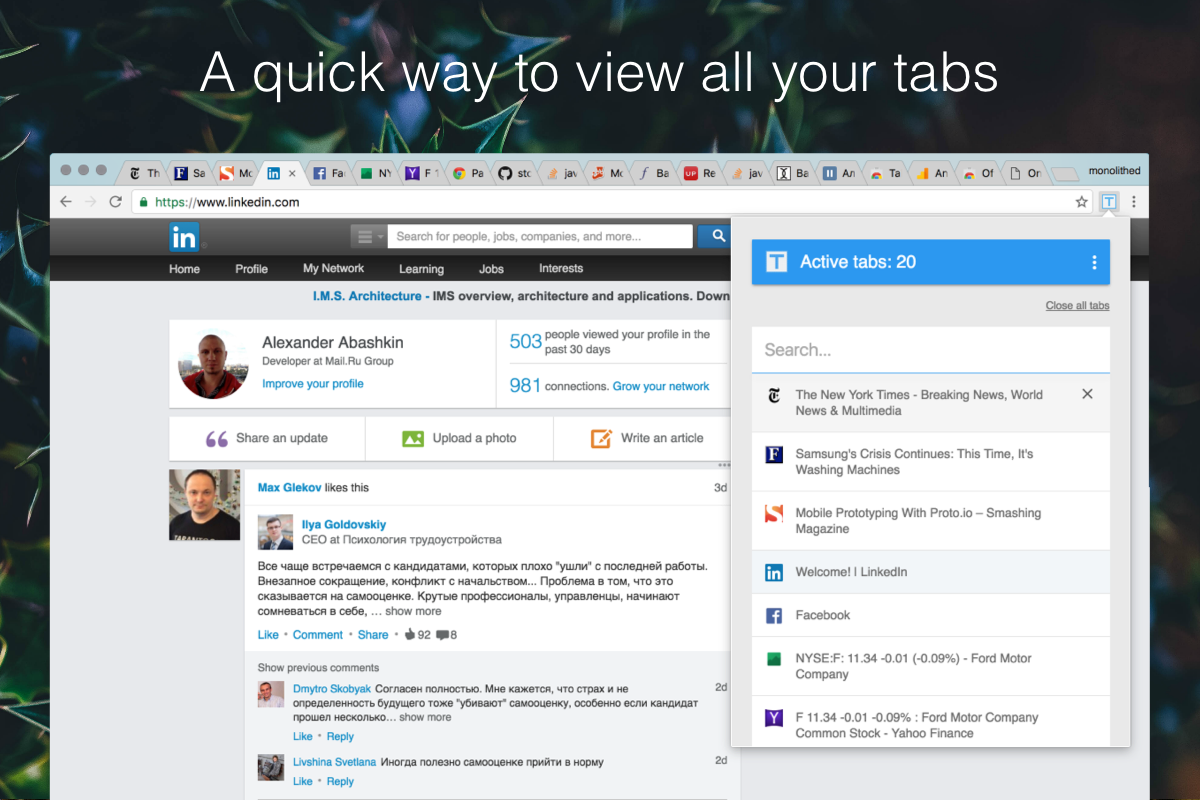 A quick way to view all your tabs
Th
Sa
Mo
Fac
NY
F 1
Pa
stc
jav
Mc
Ba
Re
jav
Ba
Ал
Ta
An
Of
On
monolithed
https://www.linkedin.com
in
Search for people, jobs, companies, and more...
Home
Profile
My Network
Learning
Jobs
Interests
I.M.S. Architecture - IMS overview, architecture and applications. Down
Alexander Abashkin
Developer at Mail.Ru Group
Improve your profile
503 people viewed your profile in the
past 30 days
981 connections. Grow your network
Share an update
Upload a photo
Write an article
Max Glekov likes this
3d
Ilya Goldovskiy
CEO at Психология трудоустройства
Все чаще встречаемся с кандидатами, которых плохо "ушли" с последней работы.
Внезапное сокращение, конфликт с начальством... Проблема в том, что это
сказывается на самооценке. Крутые профессионалы, управленцы, начинают
сомневаться в себе, ... show more
Like • Comment • Share • 92 8
Show previous comments
Dmytro Skobyak Согласен полностью. Мне кажется, что страх и не
2d
определенность будущего тоже "убивают" самооценку, особенно если кандидат
прошел несколько... show more
Like • Reply
Livshina Svetlana Иногда полезно самооценке прийти в норму
2d
Like • Reply
T Active tabs: 20
Close all tabs
Search...
The New York Times - Breaking News, World
News & Multimedia
Samsung's Crisis Continues: This Time, It's
Washing Machines
Mobile Prototyping With Proto.io – Smashing
Magazine
Welcome! | LinkedIn
Facebook
NYSE:F: 11.34 -0.01 (-0.09%) - Ford Motor
Company
F 11.34 -0.01 -0.09% : Ford Motor Company
Common Stock - Yahoo Finance